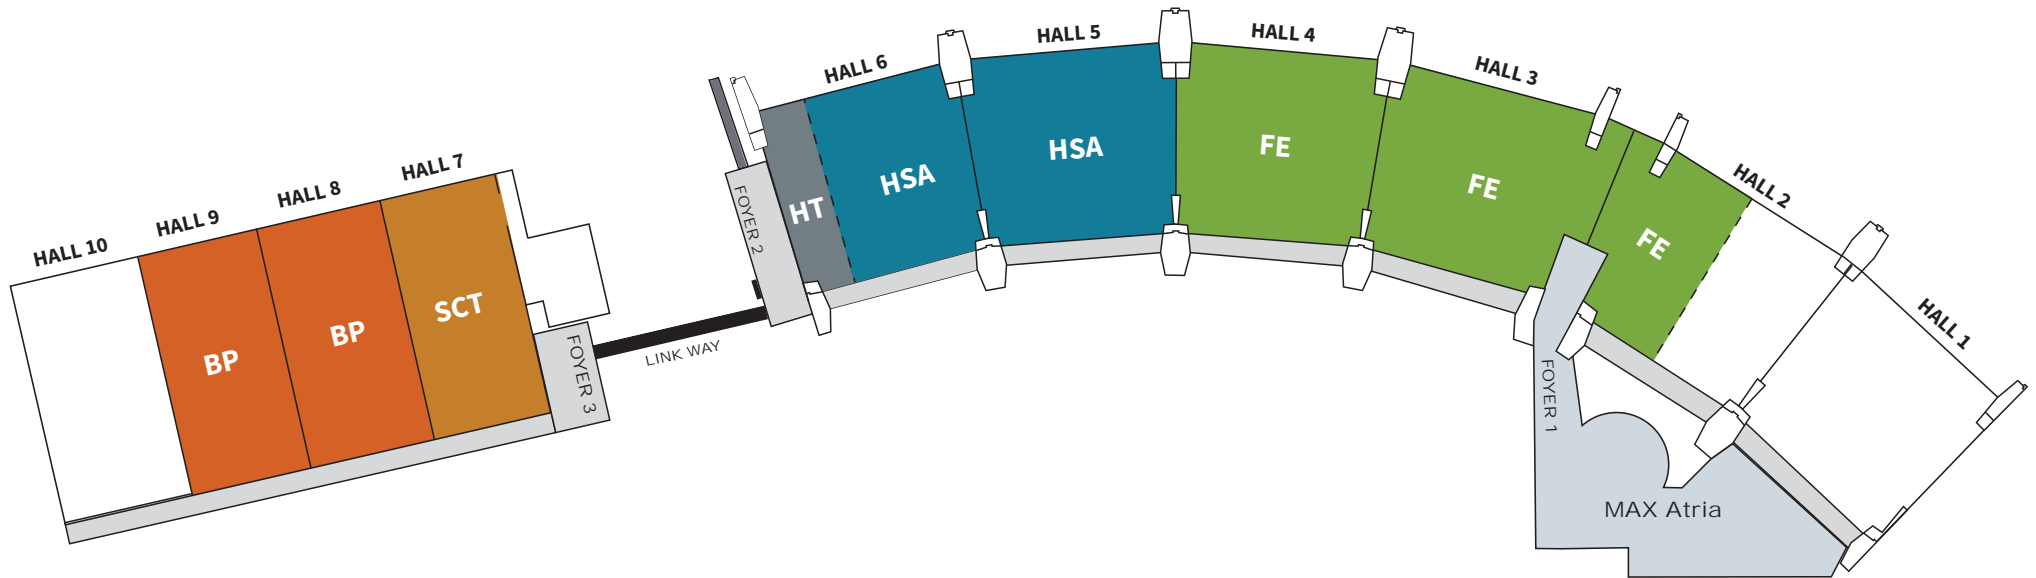 HALL 10
HALL 9
HALL 8
HALL 7
HALL 6
HALL 5
HALL 4
HALL 3
HALL 2
HALL 1
BP
BP
SCT
HT
HSA
HSA
FE
FE
FE
FOYER 3
LINK WAY
FOYER 2
FOYER 1
MAX Atria